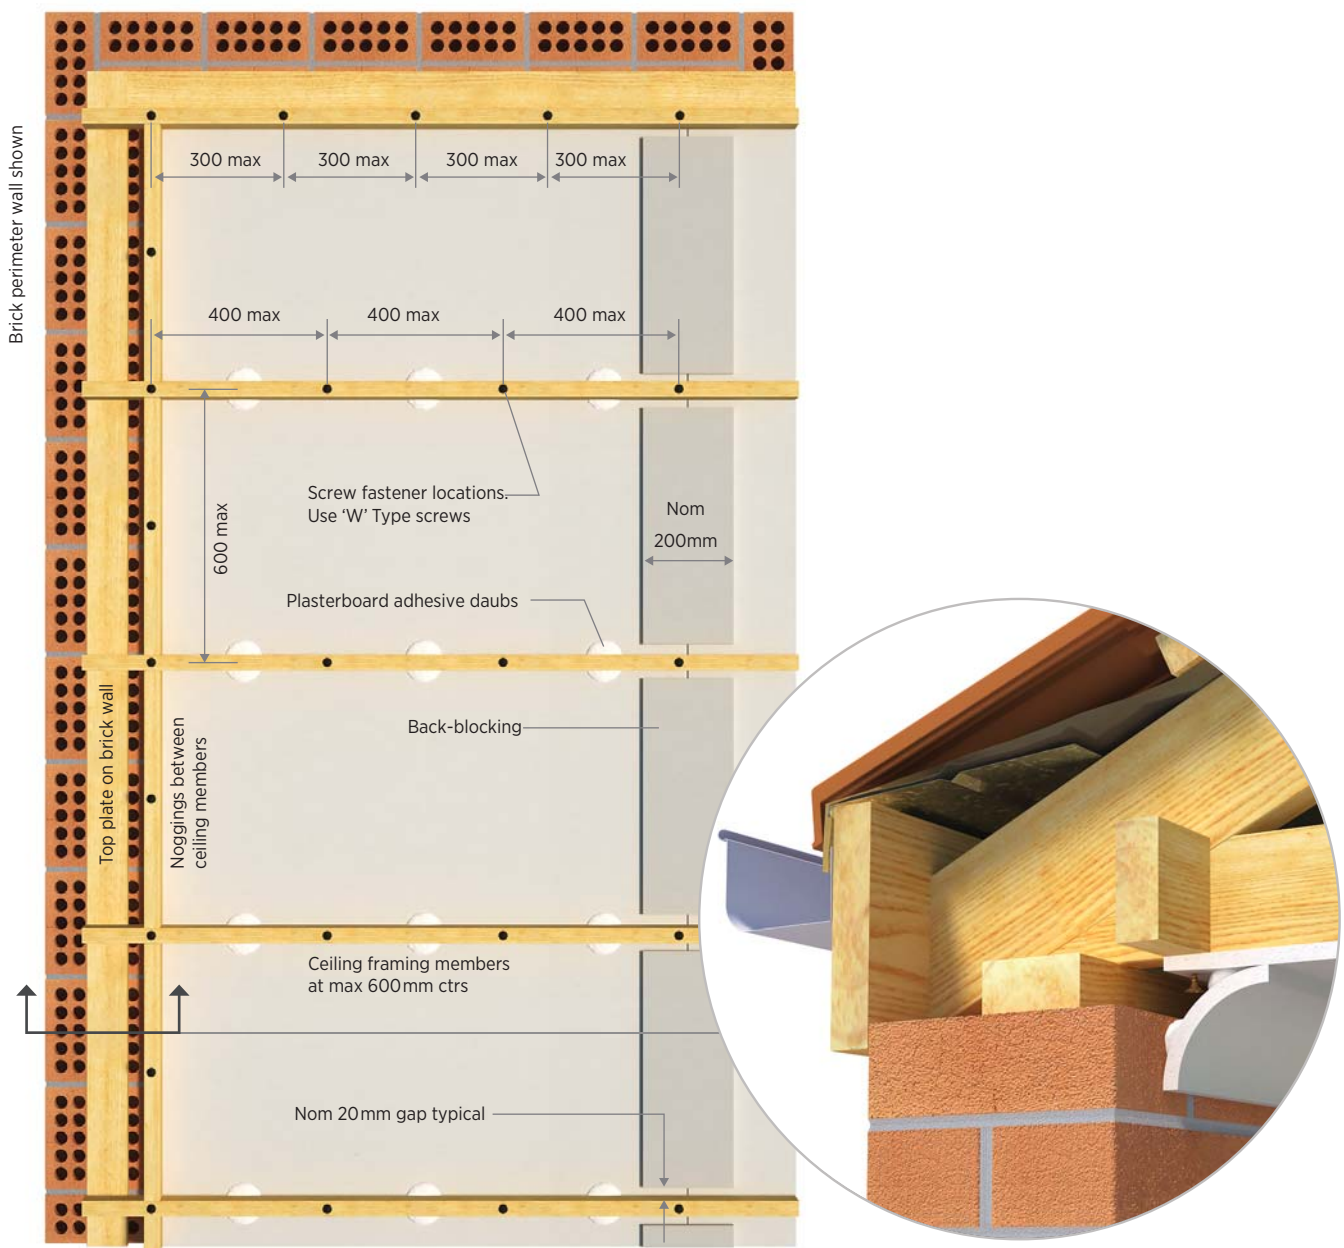 Brick perimeter wall shown
300 max
300 max
300 max
300 max
400 max
400 max
400 max
600 max
Screw fastener locations.
Use ‘W’ Type screws
Nom
200mm
Plasterboard adhesive daubs
Top plate on brick wall
Noggings between
ceiling members
Back-blocking
Ceiling framing members
at max 600mm ctrs
Nom 20mm gap typical